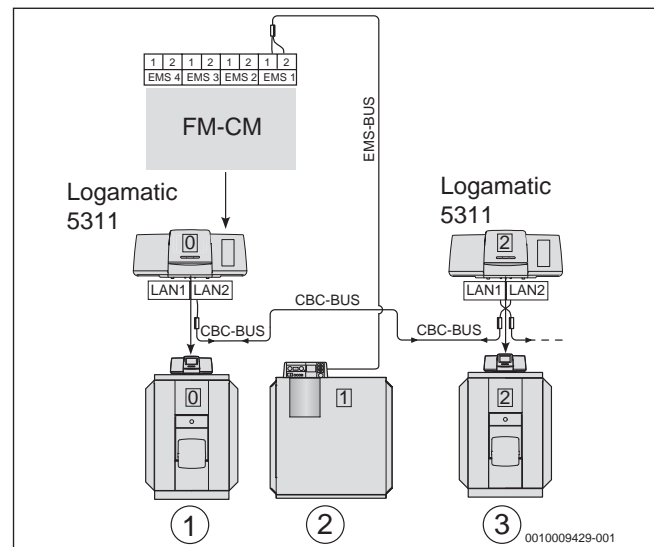 1 2 1 2 1 2 1 2
EMS 4 EMS 3 EMS 2 EMS 1
FM-CM
EMS-BUS
Logamatic
5311
Logamatic
5311
0
2
LAN1 LAN2
LAN1 LAN2
CBC-BUS
CBC-BUS
CBC-BUS
0
1
2
1
2
3
0010009429-001